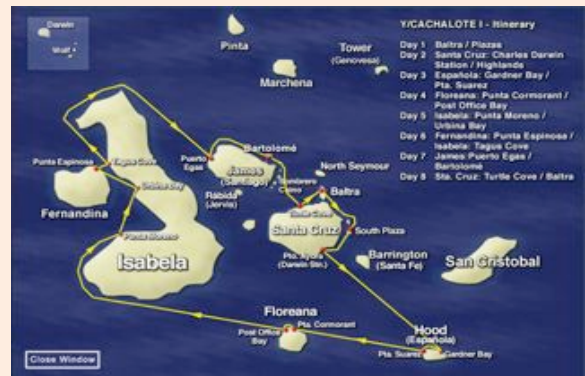 Darwin
Wolf
Pinta
Tower
(Genovesa)
Marchena
Y/CACHALOTE I - Itinerary
Day 1 Baltra / Plazas
Day 2 Santa Cruz: Charles Darwin
Station / Highlands
Day 3 Española: Gardner Bay /
Pta. Suarez
Day 4 Floreana: Punta Cormorant /
Post Office Bay
Day 5 Isabela: Punta Moreno /
Urbina Bay
Day 6 Fernandina: Punta Espinosa /
Isabela: Tagus Cove
Day 7 James Puerto Egas /
Bartolomé
Day 8 Sta. Cruz: Turtle Cove / Baltra
Punta Espinosa
Tagus Cove
Puerto
Egas
Bartolomé
James
(Santiago)
North Seymour
Rábida
(Jervis)
Baltra
Urbina Bay
Fernandina
Santa Cruz
South Plaza
Punta Moreno
Isabela
Pto. Ayora
(Darwin Stn.)
Barrington
(Santa Fe)
San Cristobal
Floreana
Post Office
Bay
Pta. Cormorant
Hood
(Española)
Pta. Suarez
Gardner Bay
Close Window